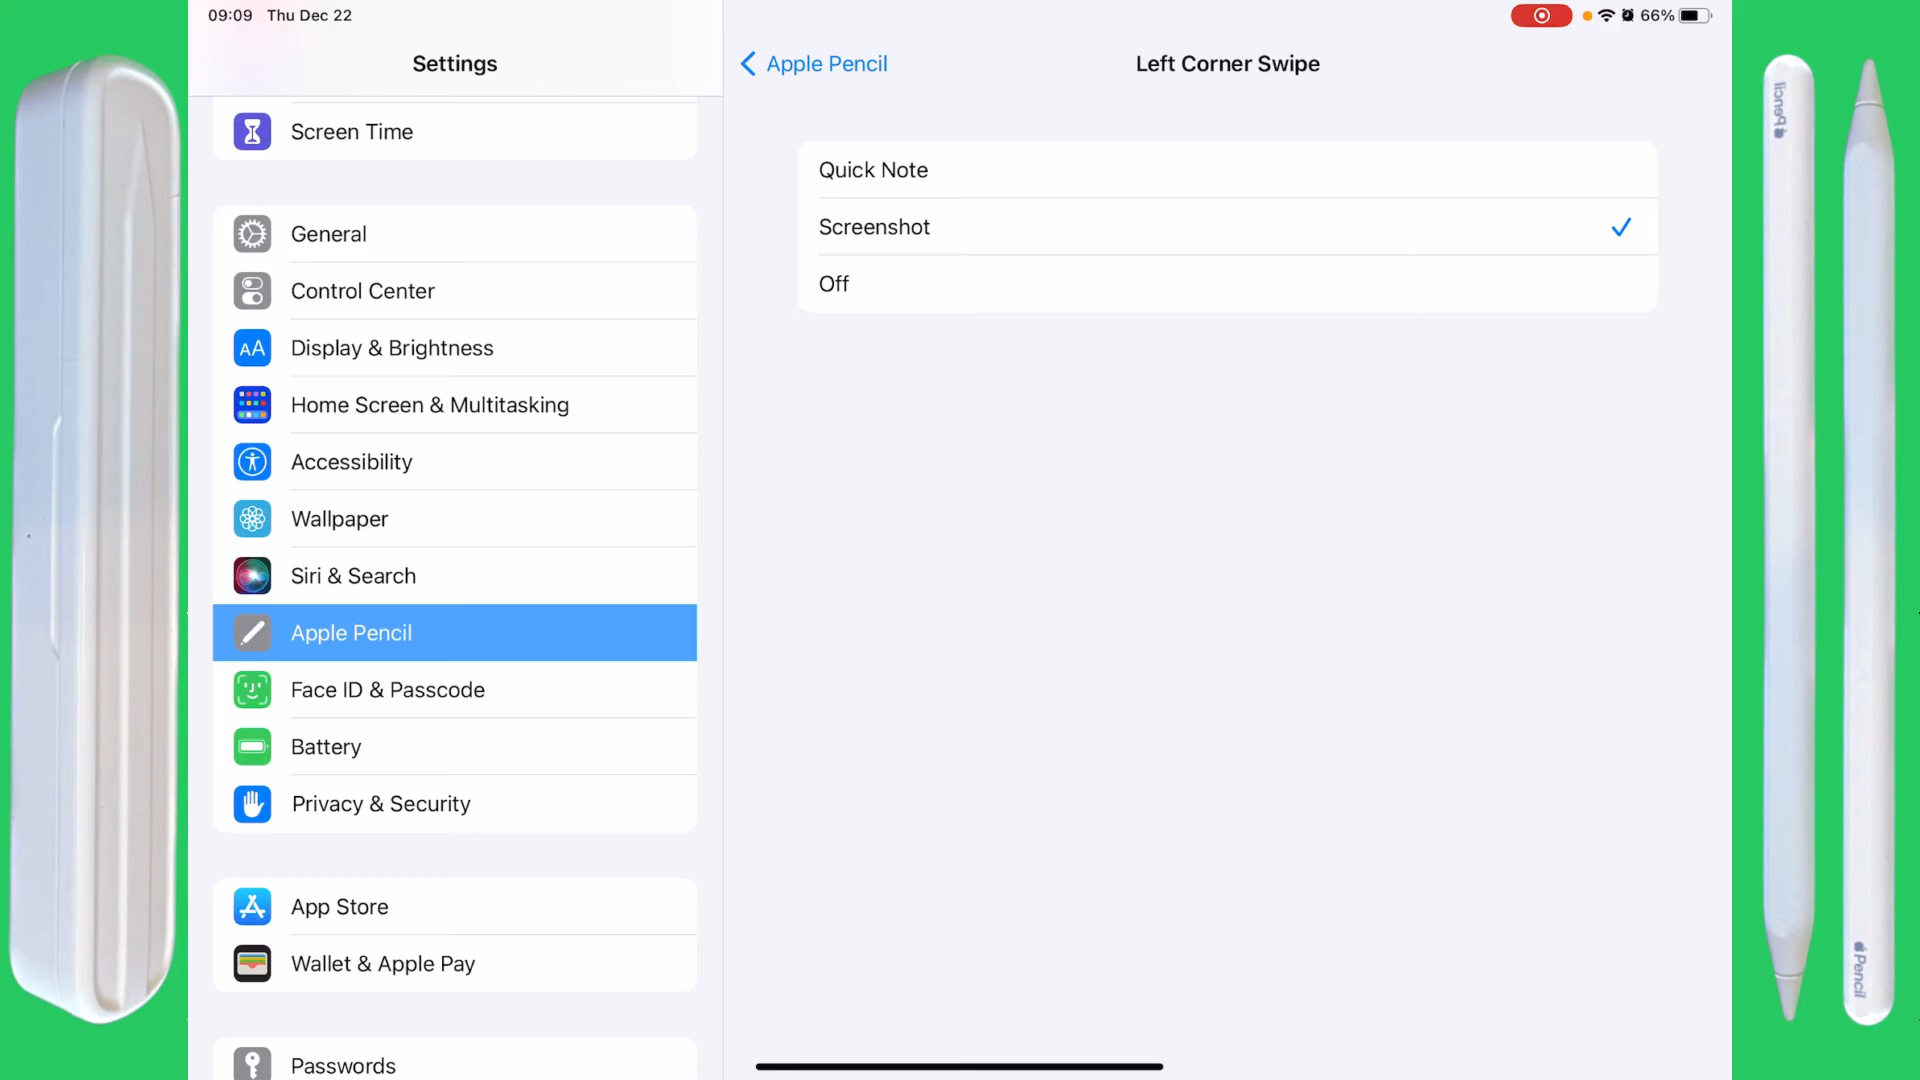 09:09 Thu Dec 22
66%
Settings
Apple Pencil
Left Corner Swipe
Screen Time
General
Control Center
Display & Brightness
Home Screen & Multitasking
Accessibility
Wallpaper
Siri & Search
Apple Pencil
Face ID & Passcode
Battery
Privacy & Security
App Store
Wallet & Apple Pay
Passwords
Quick Note
Screenshot
Off
Pencil
Pencil